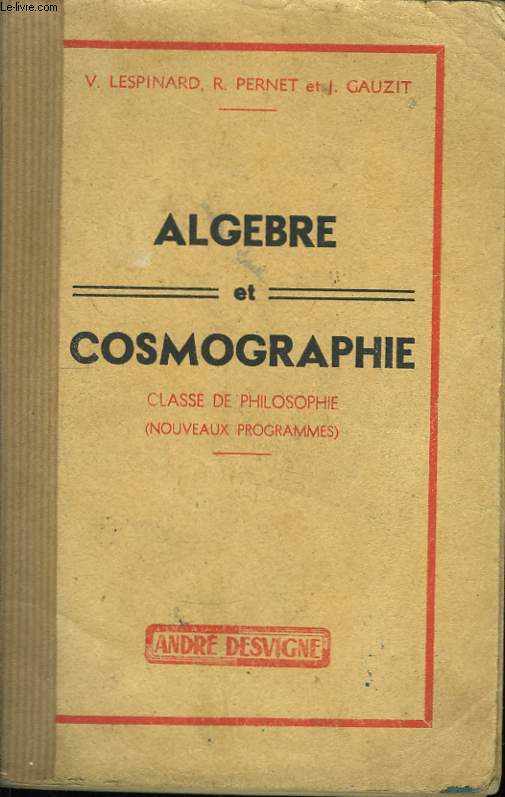 Le-livre.com
V. LESPINARD, R. PERNET et J. GAUZIT
ALGEBRE
et
COSMOGRAPHIE
CLASSE DE PHILOSOPHIE
(NOUVEAUX PROGRAMMES)
ANDRÉ DESVIGNE